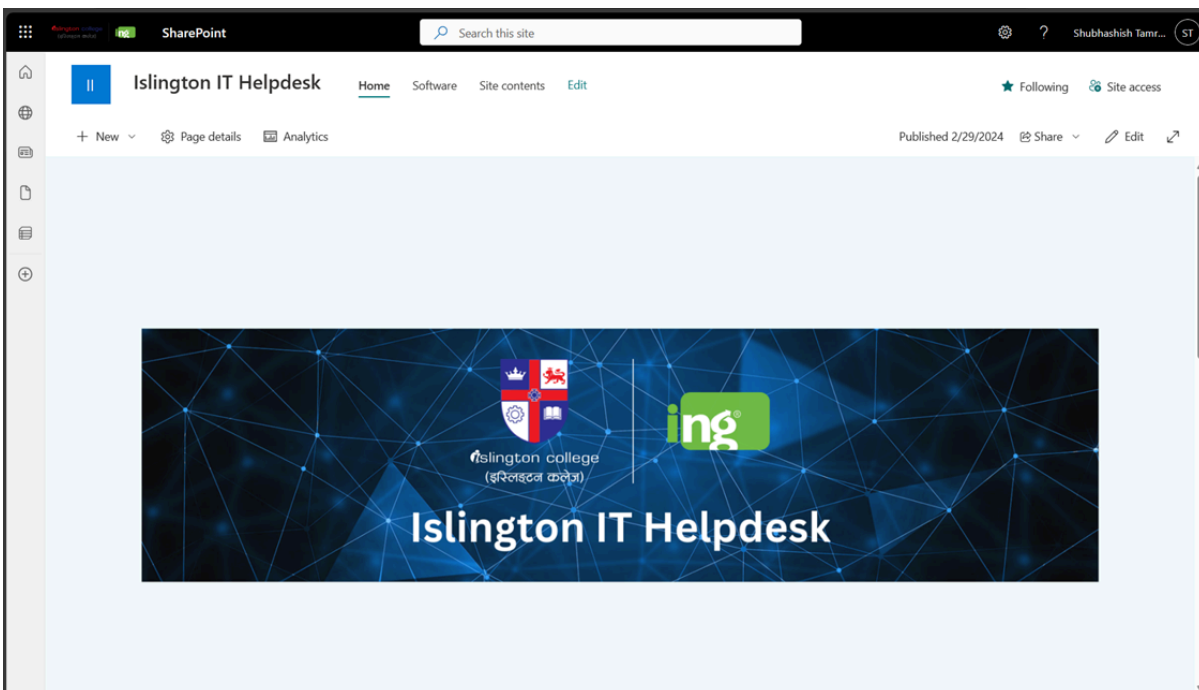 SharePoint
Search this site
?
Shubhashish Tamr...
ST
II
Islington IT Helpdesk
Home
Software
Site contents
Edit
Following
Site access
+ New
Page details
Analytics
Published 2/29/2024
Share
Edit
islington college
(इस्लिङ्टन कलेज)
ing®
Islington IT Helpdesk